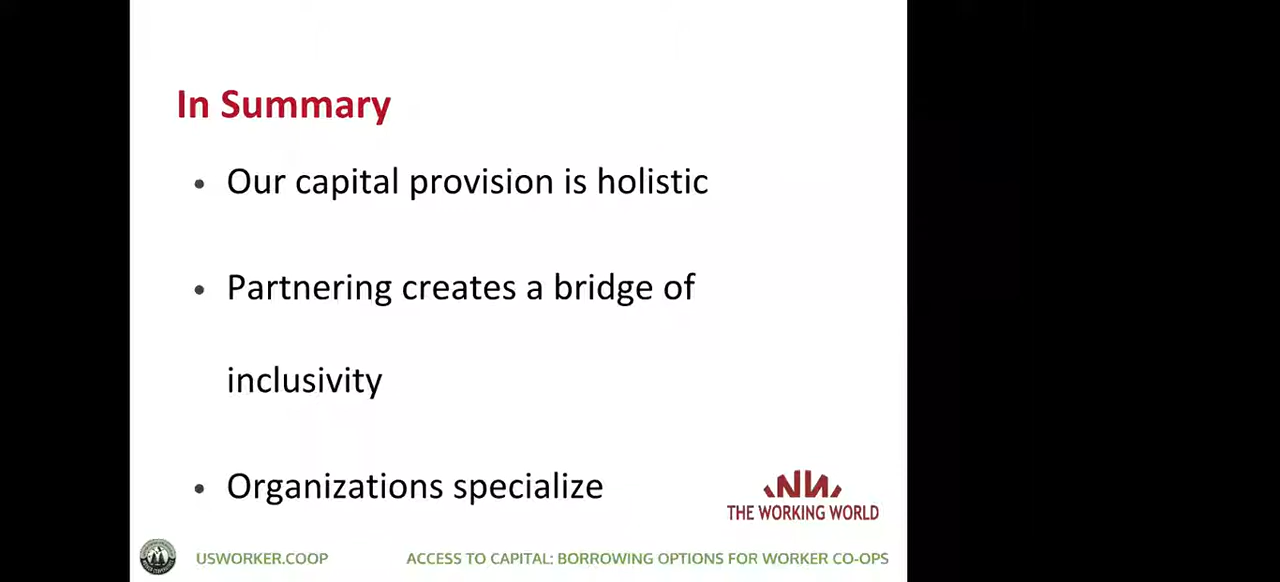 In Summary
• Our capital provision is holistic
• Partnering creates a bridge of
inclusivity
• Organizations specialize
THE WORKING WORLD
USWORKER.COOP
ACCESS TO CAPITAL: BORROWING OPTIONS FOR WORKER CO-OPS